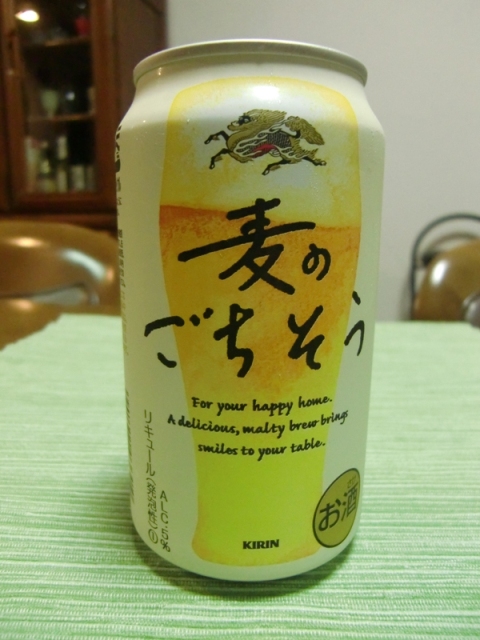 麦の
ごちそう
For your happy home.
A delicious, malty brew brings
smiles to your table.
リキュール(発泡性)①
ALC.5%
お酒
KIRIN